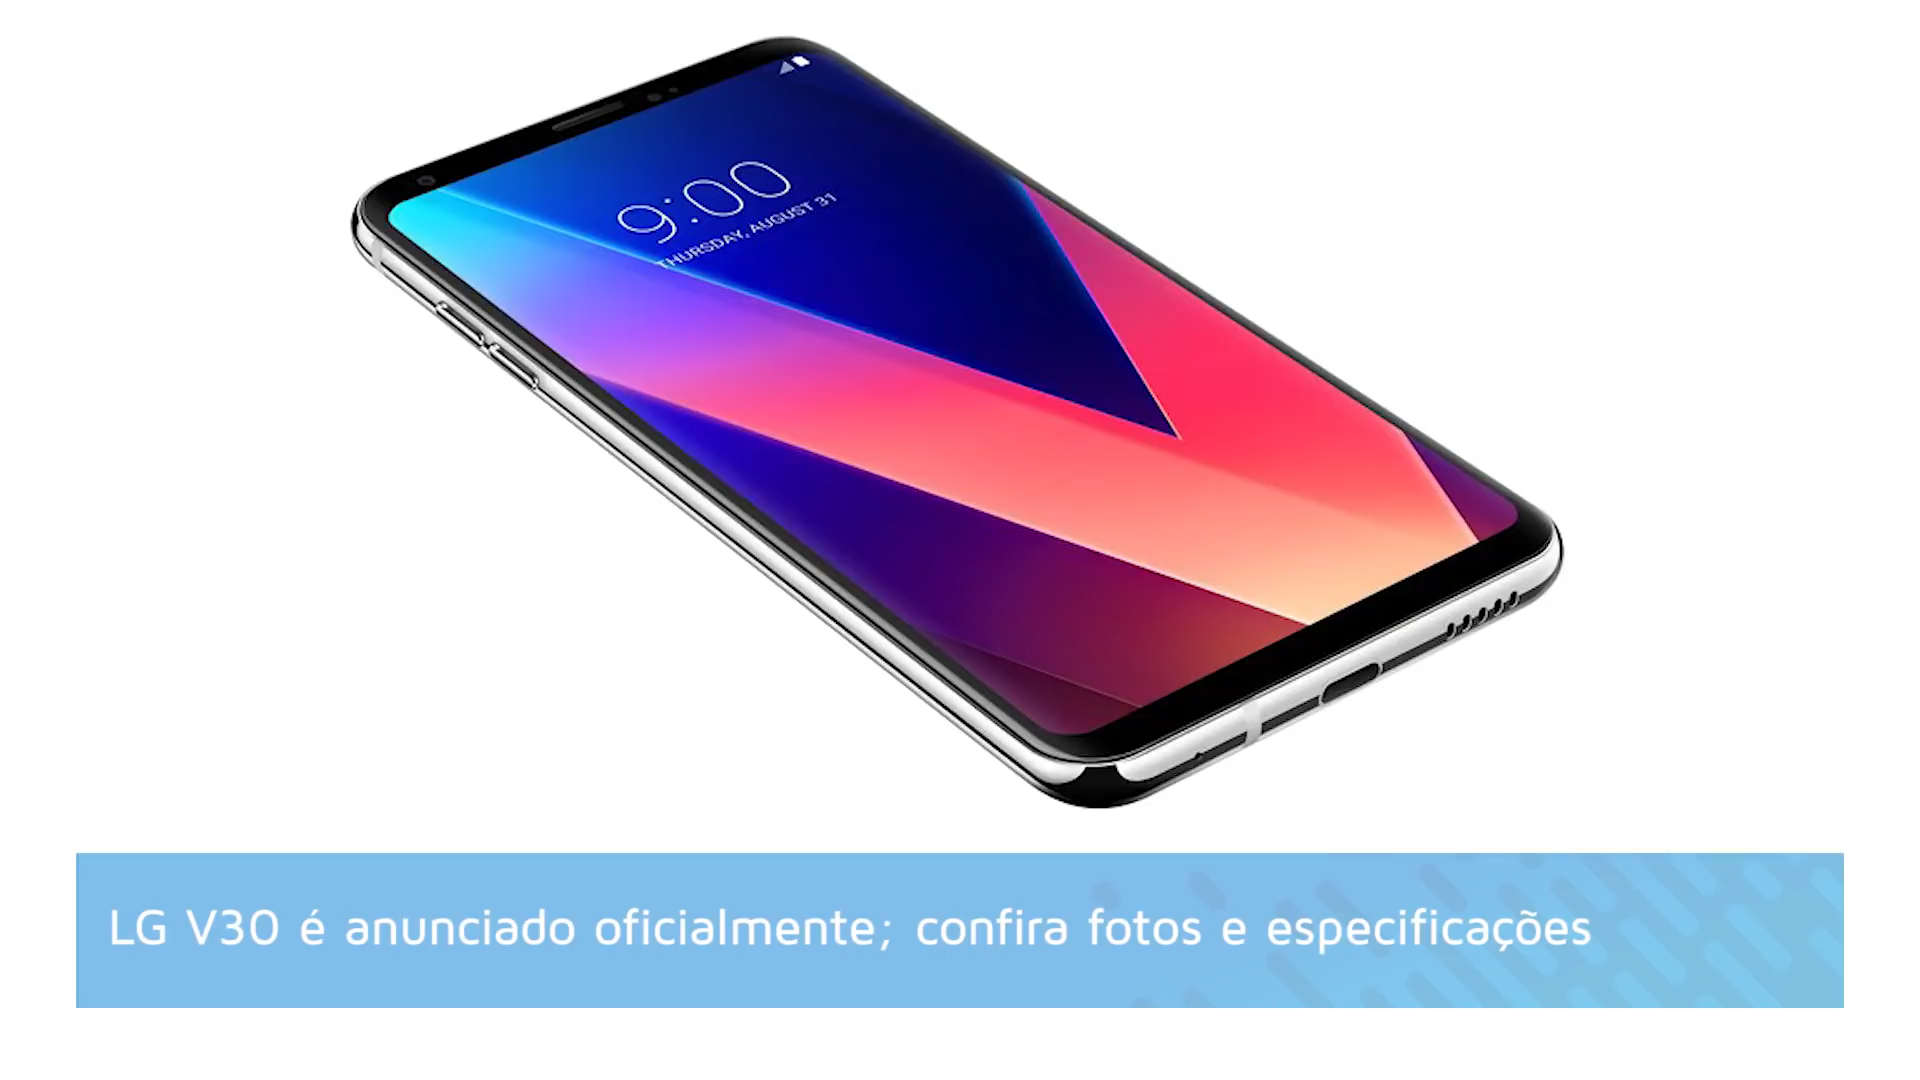 9:00
THURSDAY, AUGUST 31
LG V30 é anunciado oficialmente; confira fotos e especificações